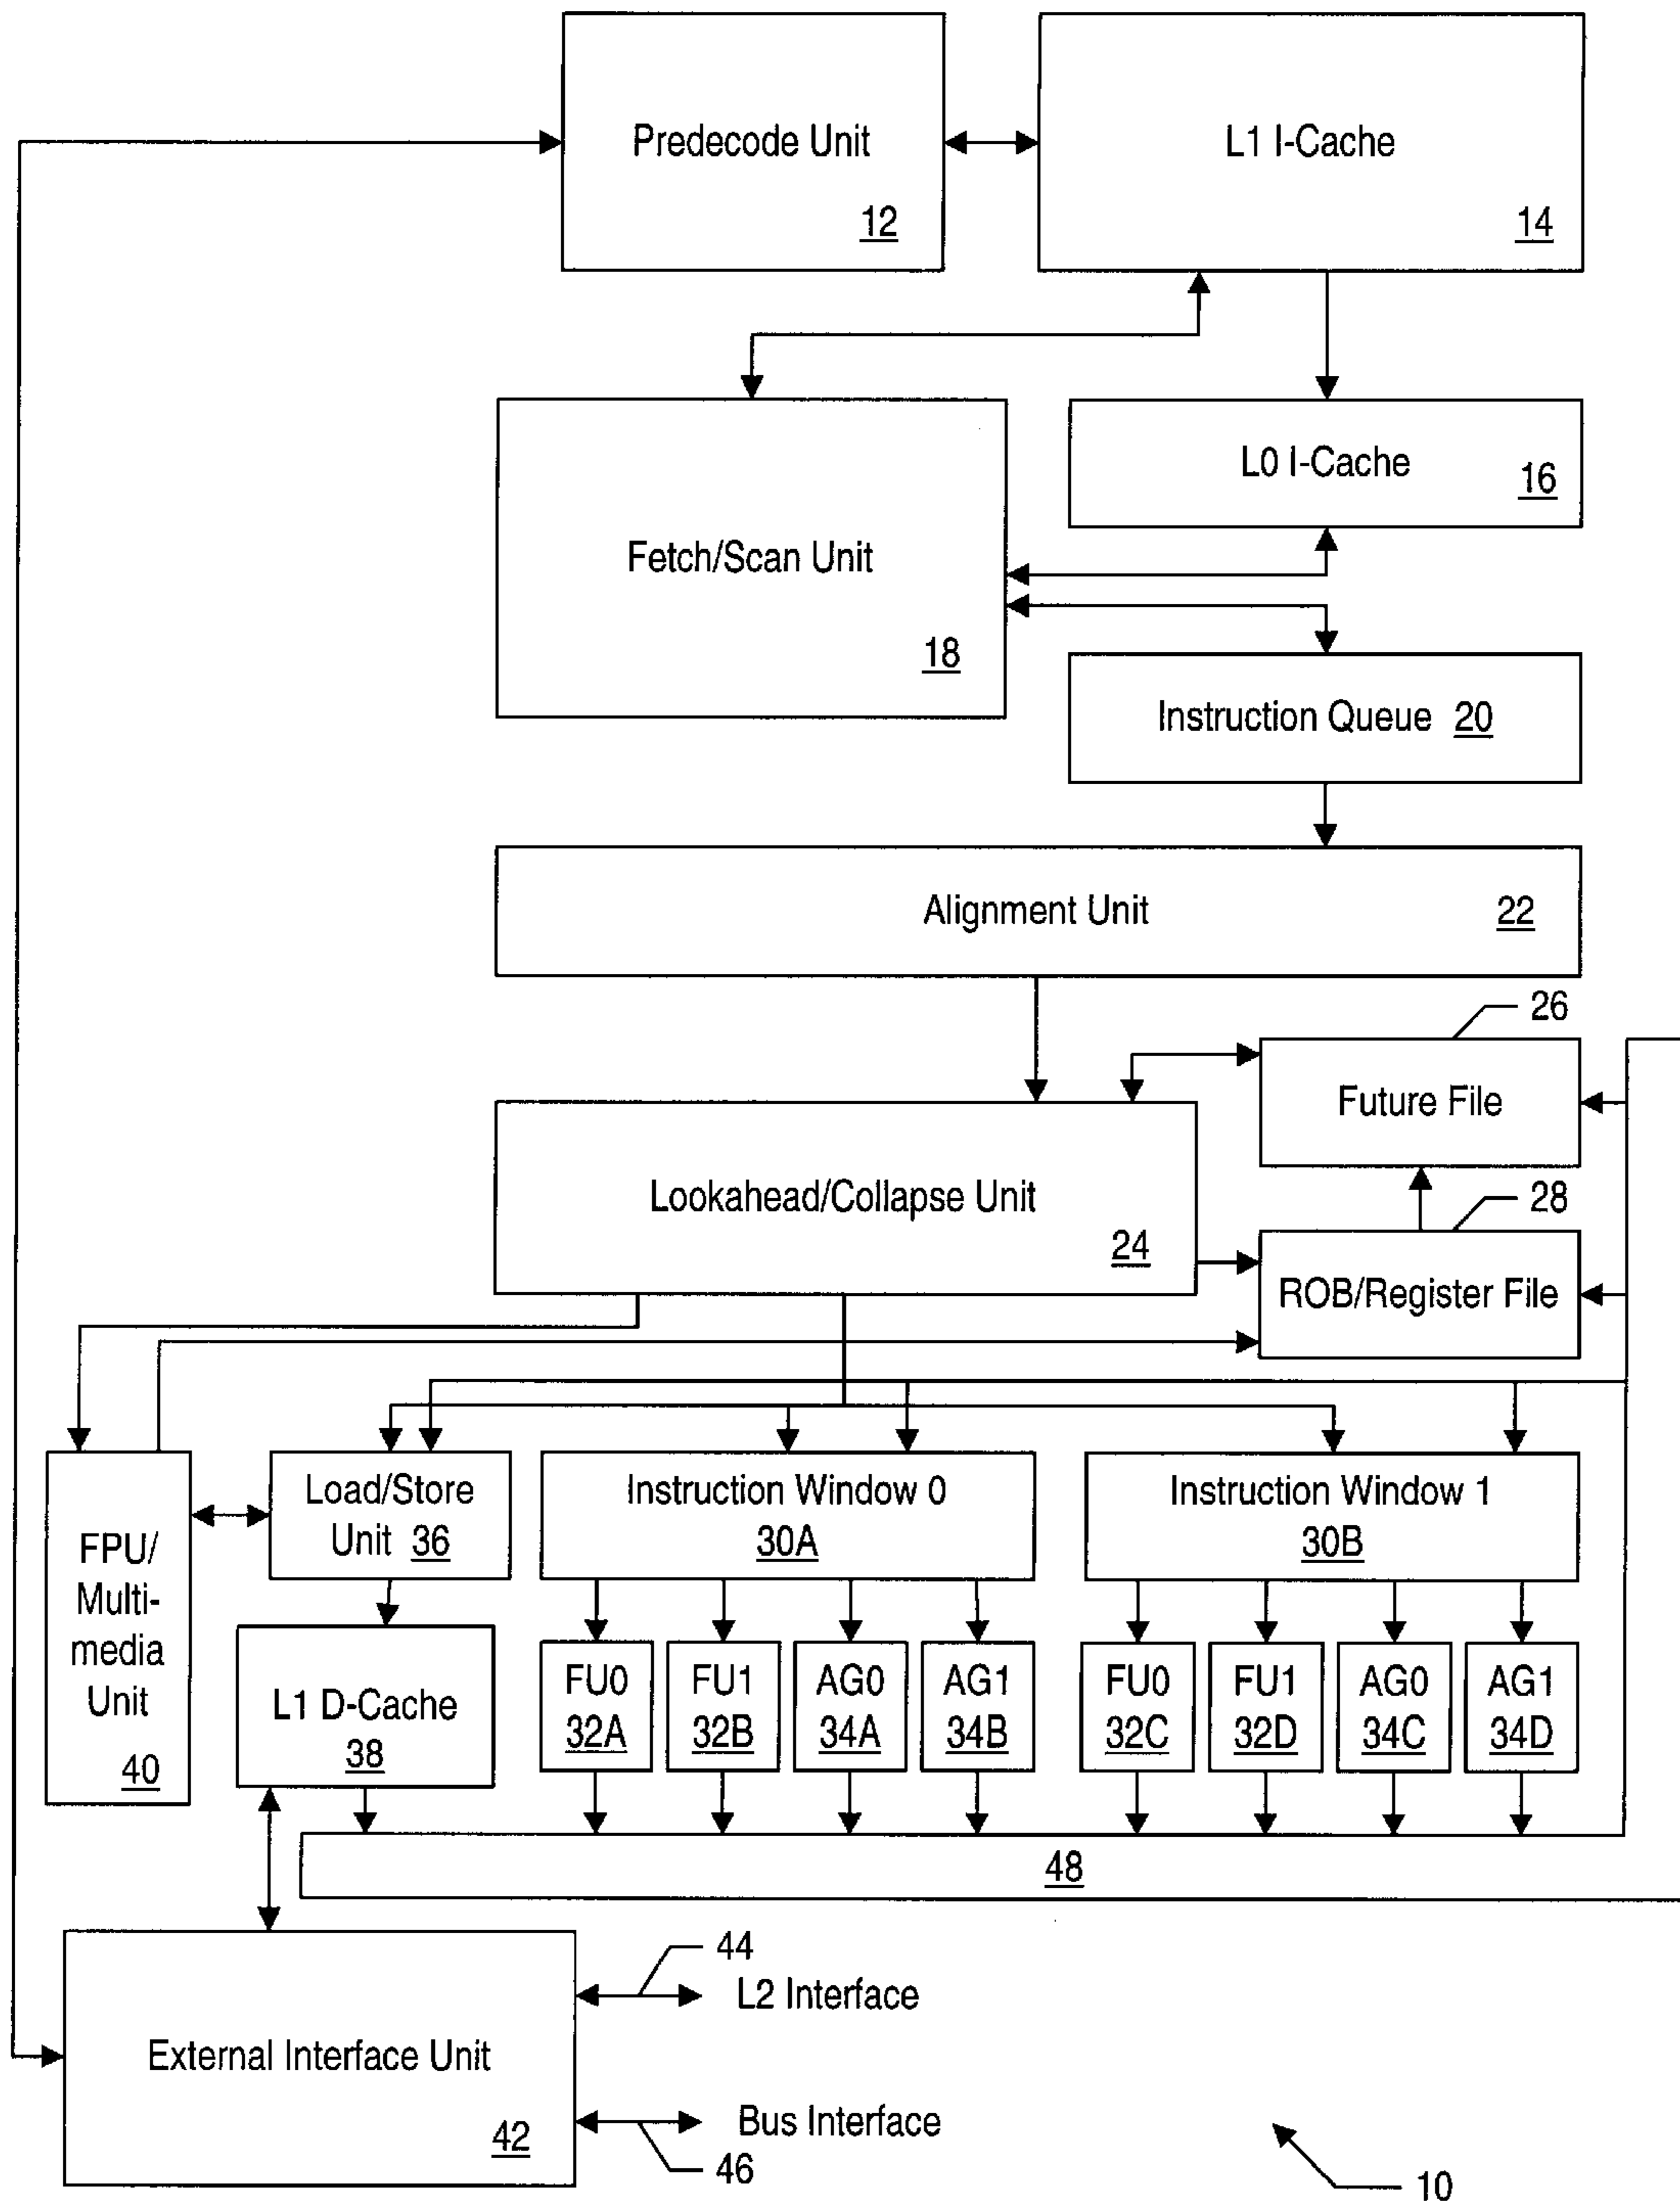 Predecode Unit
12
L1 I-Cache
14
Fetch/Scan Unit
18
L0 I-Cache
16
Instruction Queue 20
Alignment Unit
22
26
Future File
Lookahead/Collapse Unit
24
28
ROB/Register File
FPU/
Multi-
media
Unit
40
Load/Store
Unit 36
Instruction Window 0
30A
Instruction Window 1
30B
L1 D-Cache
38
FU0
32A
FU1
32B
AG0
34A
AG1
34B
FU0
32C
FU1
32D
AG0
34C
AG1
34D
48
External Interface Unit
42
44
L2 Interface
Bus Interface
46
10